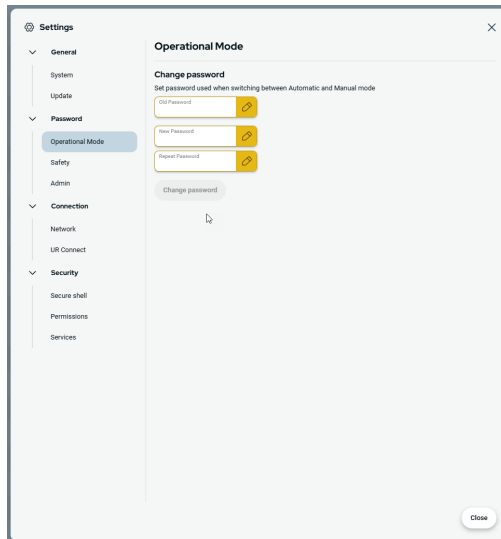 Settings
General
System
Update
Password
Operational Mode
Safety
Admin
Connection
Network
UR Connect
Security
Secure shell
Permissions
Services
Operational Mode
Change password
Set password used when switching between Automatic and Manual mode
Old Password
New Password
Repeat Password
Change password
Close